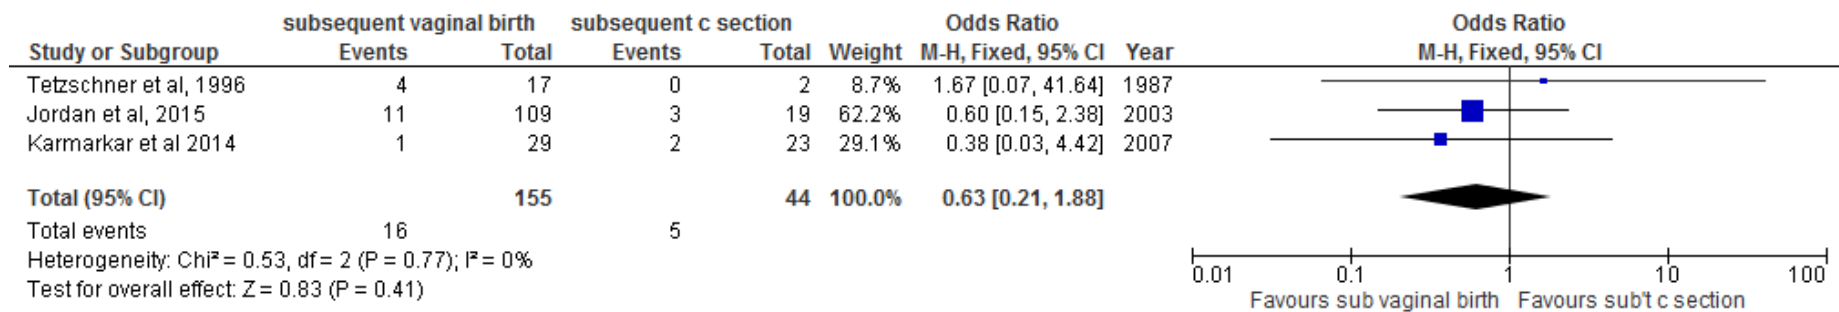 subsequent vaginal birth subsequent c section Odds Ratio Odds Ratio
Study or Subgroup Events Total Events Total Weight M-H, Fixed, 95% CI Year M-H, Fixed, 95% CI
Tetzschner et al, 1996 4 17 0 2 8.7% 1.67 [0.07, 41.64] 1987
Jordan et al, 2015 11 109 3 19 62.2% 0.60 [0.15, 2.38] 2003
Karmarkar et al 2014 1 29 2 23 29.1% 0.38 [0.03, 4.42] 2007
Total (95% CI) 155 44 100.0% 0.63 [0.21, 1.88]
Total events 16 5
Heterogeneity: Chi² = 0.53, df = 2 (P = 0.77); I² = 0%
Test for overall effect: Z = 0.83 (P = 0.41)
0.01 0.1 1 10 100
Favours sub vaginal birth Favours sub't c section